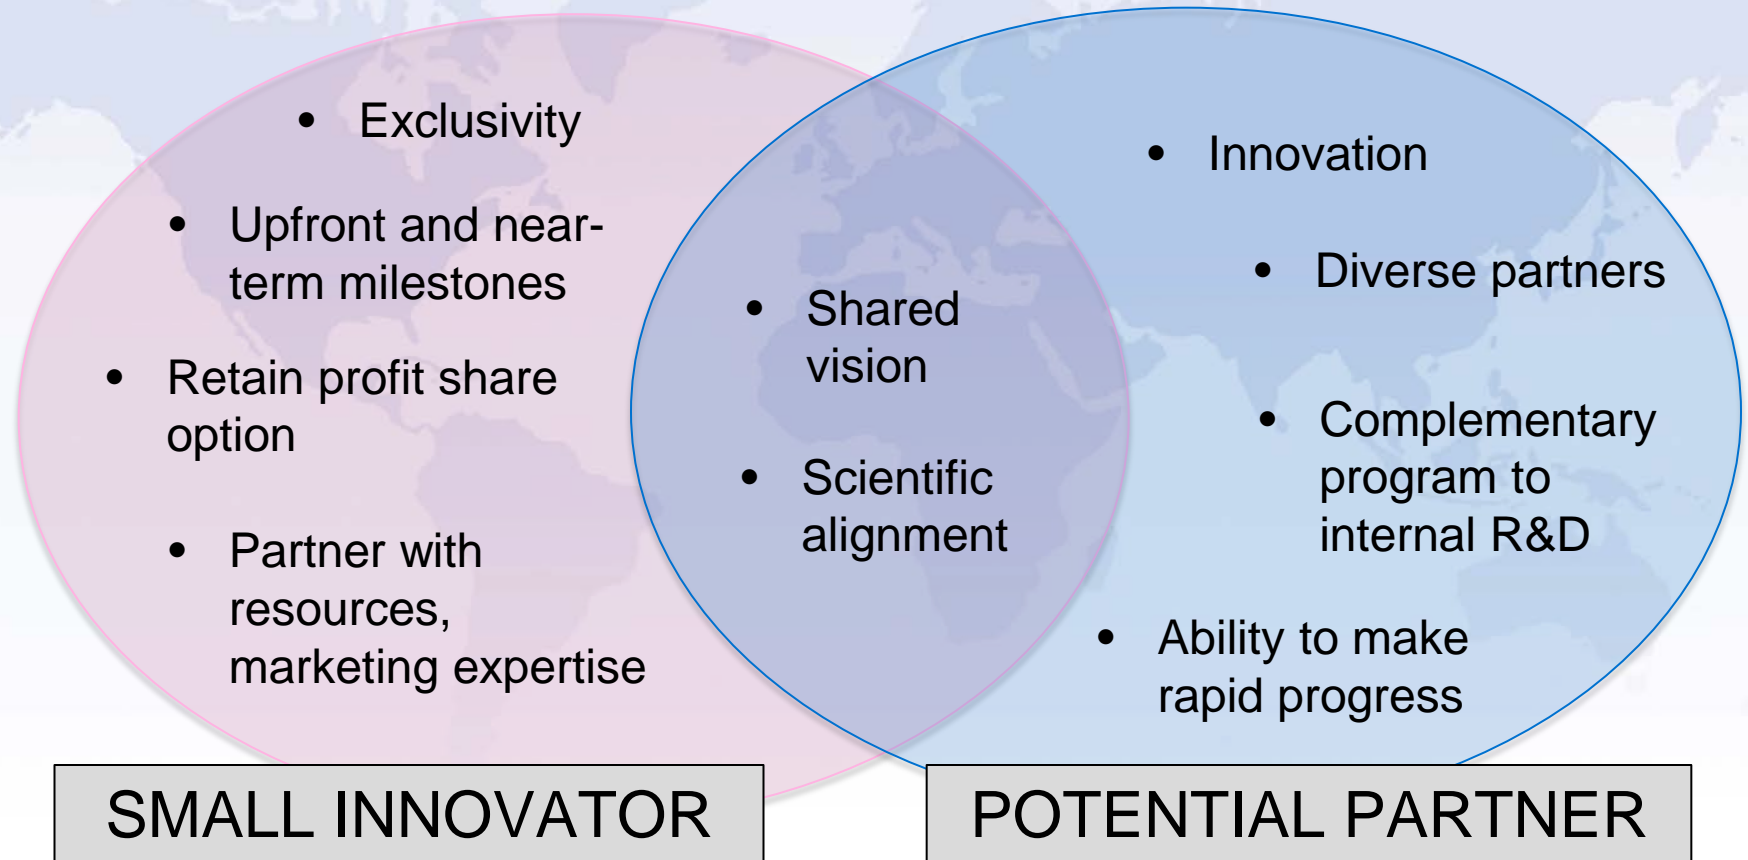 • Exclusivity
• Upfront and near-
term milestones
• Retain profit share
option
• Partner with
resources,
marketing expertise
• Shared
vision
• Scientific
alignment
• Innovation
• Diverse partners
• Complementary
program to
internal R&D
• Ability to make
rapid progress
SMALL INNOVATOR
POTENTIAL PARTNER